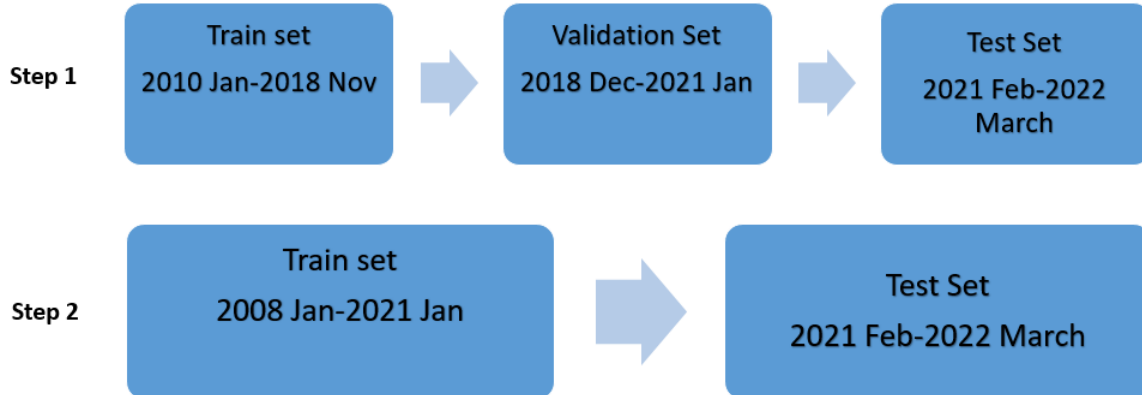 Step 1
Train set
2010 Jan-2018 Nov
Validation Set
2018 Dec-2021 Jan
Test Set
2021 Feb-2022
March
Step 2
Train set
2008 Jan-2021 Jan
Test Set
2021 Feb-2022 March